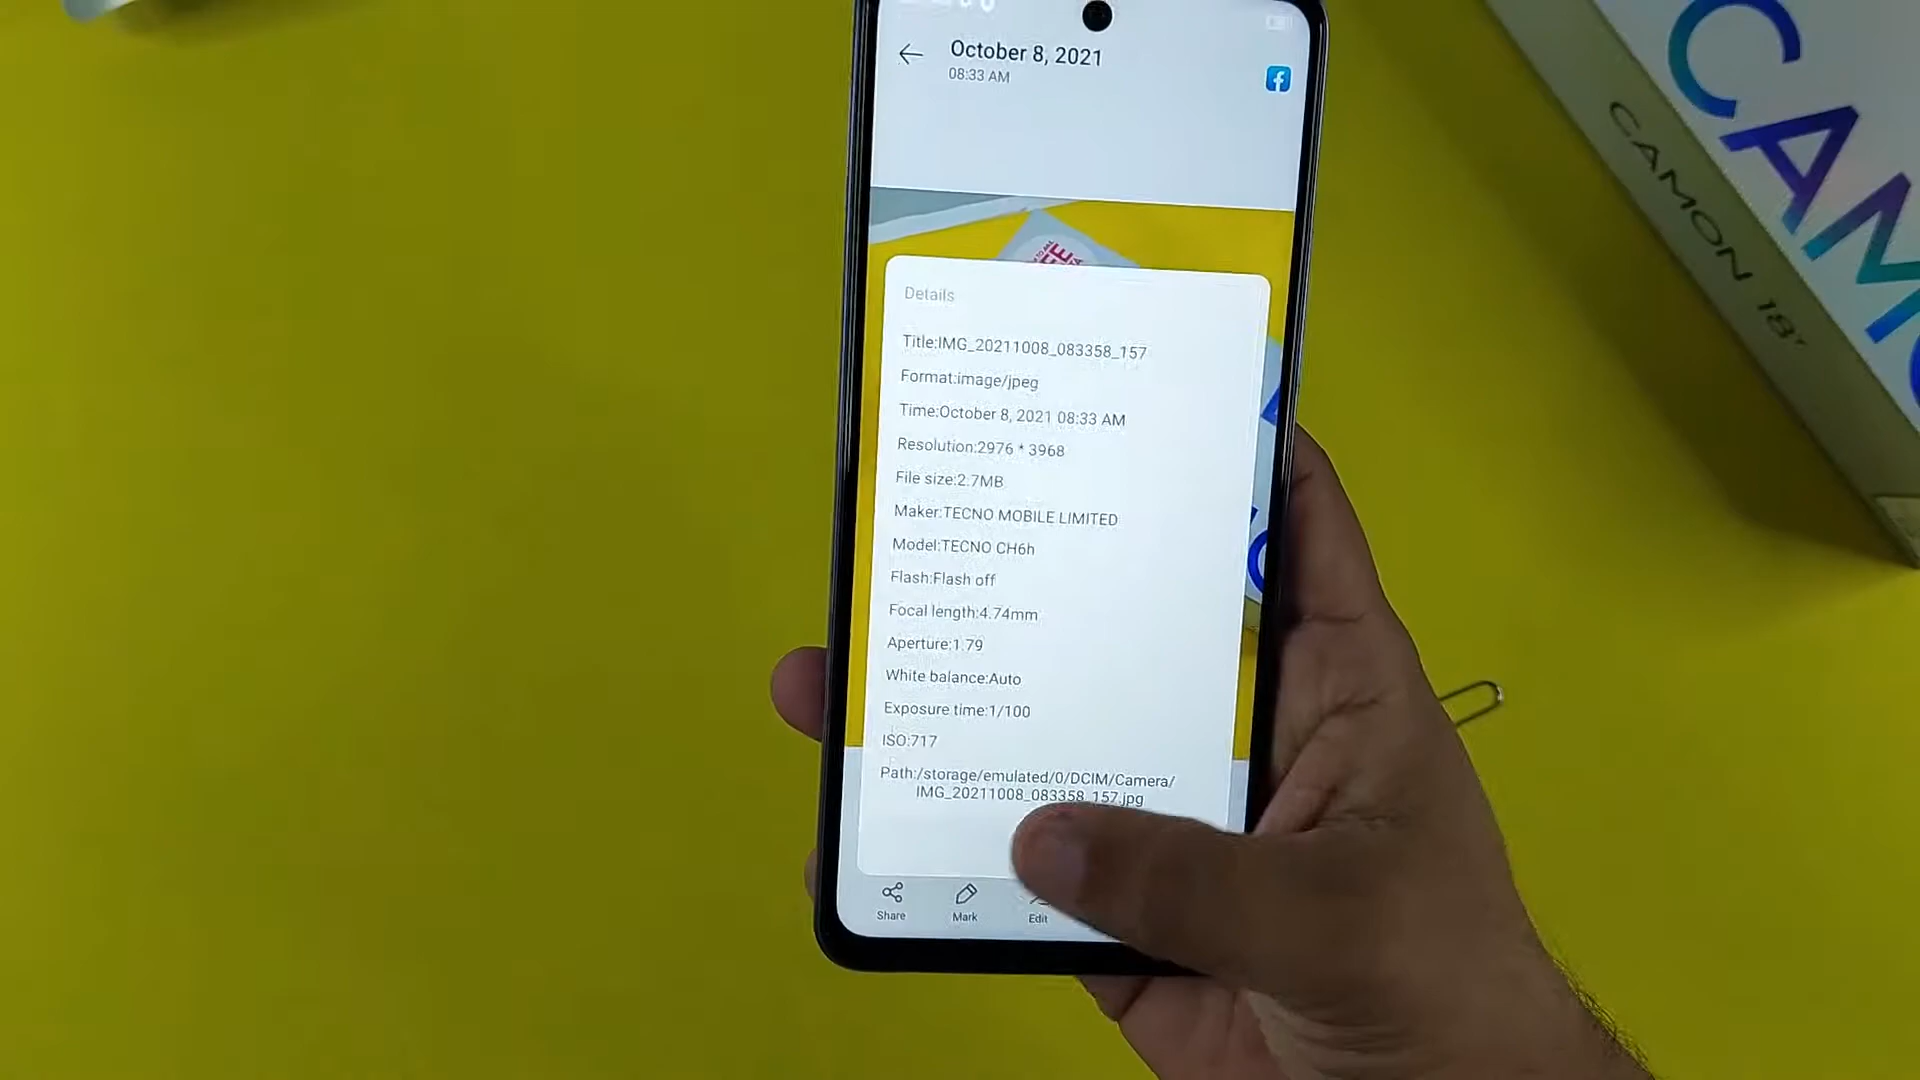 October 8, 2021
08:33 AM
Details
Title:IMG_20211008_083358_157
Format:image/jpeg
Time:October 8, 2021 08:33 AM
Resolution:2976 * 3968
File size:2.7MB
Maker:TECNO MOBILE LIMITED
Model:TECNO CH6h
Flash:Flash off
Focal length:4.74mm
Aperture:1.79
White balance:Auto
Exposure time:1/100
ISO:717
Path:/storage/emulated/0/DCIM/Camera/
IMG_20211008_083358_157.jpg
Share
Mark
Edit
CAM
CAMON 18